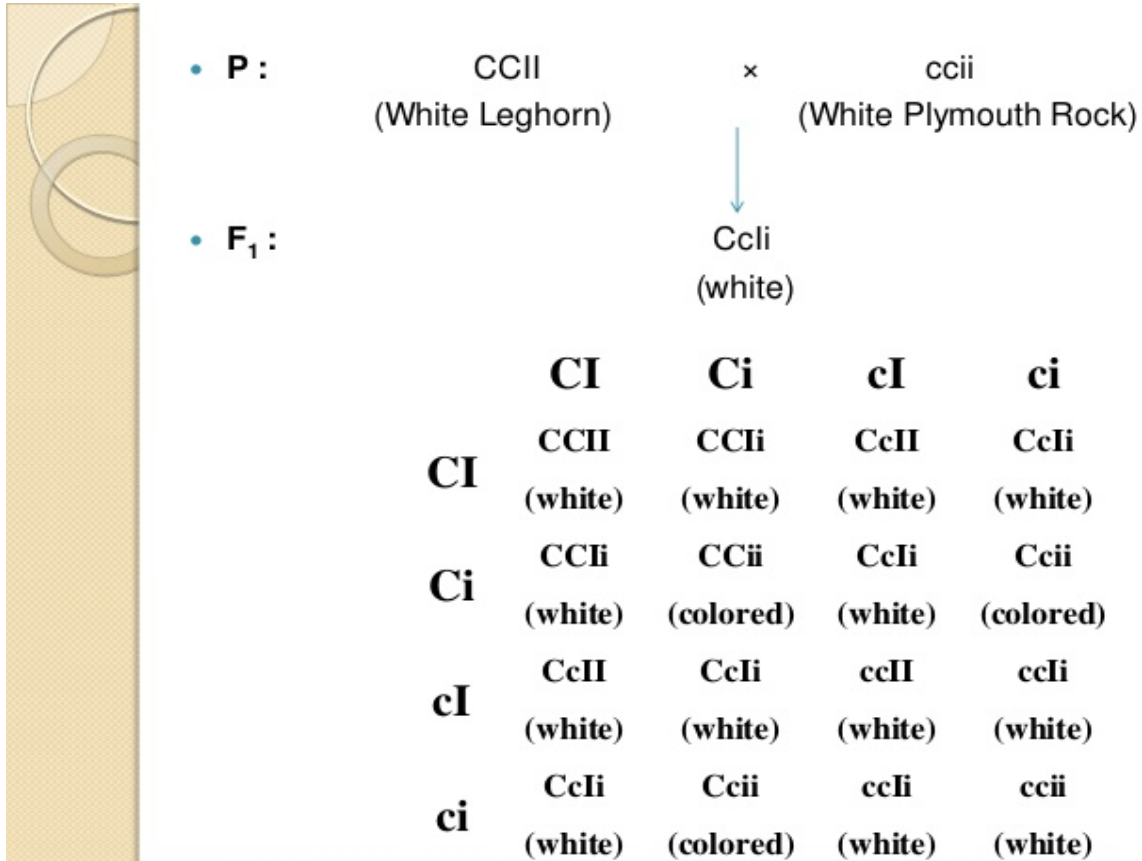 • P : CCII × ccii
(White Leghorn) (White Plymouth Rock)
• F₁ : CcIi
(white)
CI Ci cI ci
CI CCII CCIi CcII CcIi
(white) (white) (white) (white)
Ci CCIi CCii CcIi Ccii
(white) (colored) (white) (colored)
cI CcII CcIi ccII ccIi
(white) (white) (white) (white)
ci CcIi Ccii ccIi ccii
(white) (colored) (white) (white)